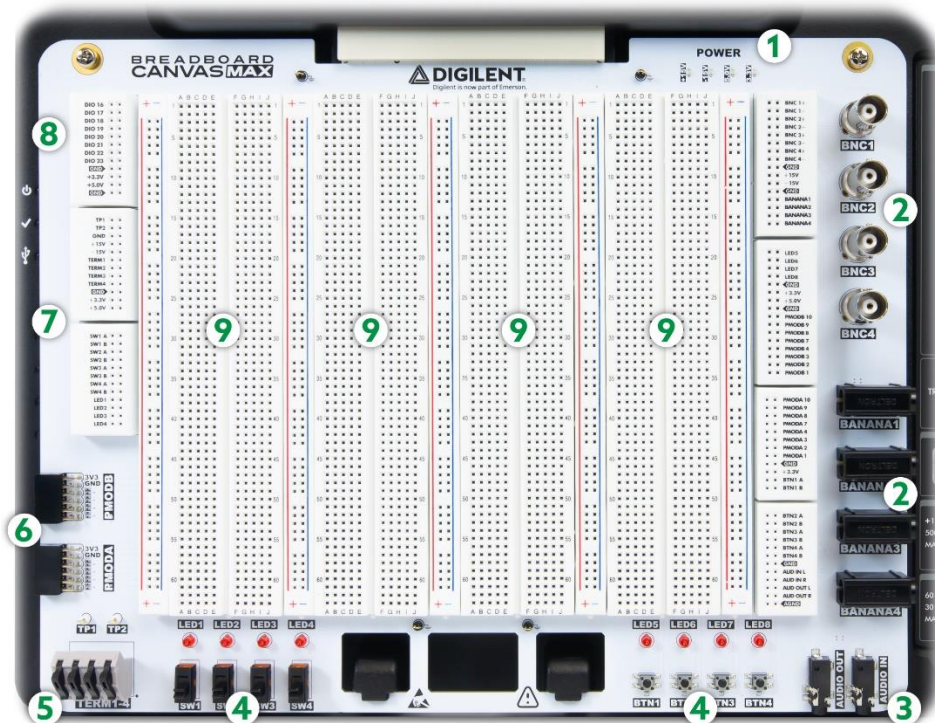 POWER
1
BREADBOARD
CANVAS MAX
DIGILENT
Digilent is now part of Emerson.
8
DIO 16
DIO 17
DIO 18
DIO 19
DIO 20
DIO 21
DIO 22
DIO 23
GND
+3.3V
+5.0V
GND
TP1
TP2
GND
+15V
-15V
TERM1
TERM2
TERM3
TERM4
GND
+3.3V
+5.0V
7
SW1 A
SW1 B
SW2 A
SW2 B
SW3 A
SW3 B
SW4 A
SW4 B
LED1
LED2
LED3
LED4
3V3
GND
PMODB
6
3V3
GND
PMODA
TP1 TP2
5
TERM1-4
A B C D E F G H I J A B C D E F G H I J A B C D E F G H I J A B C D E F G H I J
9 9 9 9
A B C D E F G H I J A B C D E F G H I J A B C D E F G H I J A B C D E F G H I J
LED1 LED2 LED3 LED4
SW1 SW3 SW4
4
LED5 LED6 LED7 LED8
BTN1 BTN3 BTN4
4
BNC 1+
BNC 1-
BNC 2-
BNC 2+
BNC 3+
BNC 3-
BNC 4+
BNC 4-
GND
+15V
-15V
GND
BANANA1
BANANA2
BANANA3
BANANA4
LED5
LED6
LED7
LED8
GND
+3.3V
+5.0V
GND
PMODB 10
PMODB 9
PMODB 8
PMODB 7
PMODB 4
PMODB 3
PMODB 2
PMODB 1
PMODA 10
PMODA 9
PMODA 8
PMODA 7
PMODA 4
PMODA 3
PMODA 2
PMODA 1
GND
+3.3V
BTN1 A
BTN1 B
BTN2 A
BTN2 B
BTN3 A
BTN3 B
BTN4 A
BTN4 B
GND
AUD IN L
AUD IN R
AUD OUT L
AUD OUT R
AGND
BNC1
BNC2
2
BNC3
BNC4
BANANA1
2
BANANA3
BANANA4
AUDIO OUT
AUDIO IN
3